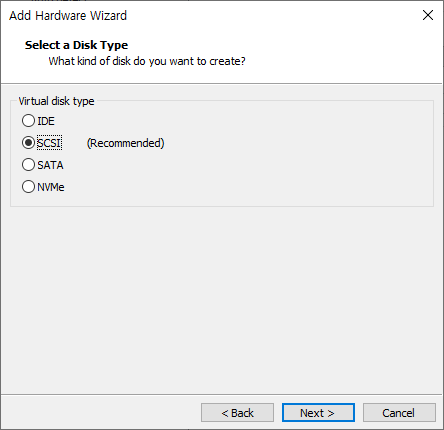 Add Hardware Wizard
Select a Disk Type
What kind of disk do you want to create?
Virtual disk type
IDE
SCSI (Recommended)
SATA
NVMe
< Back Next > Cancel